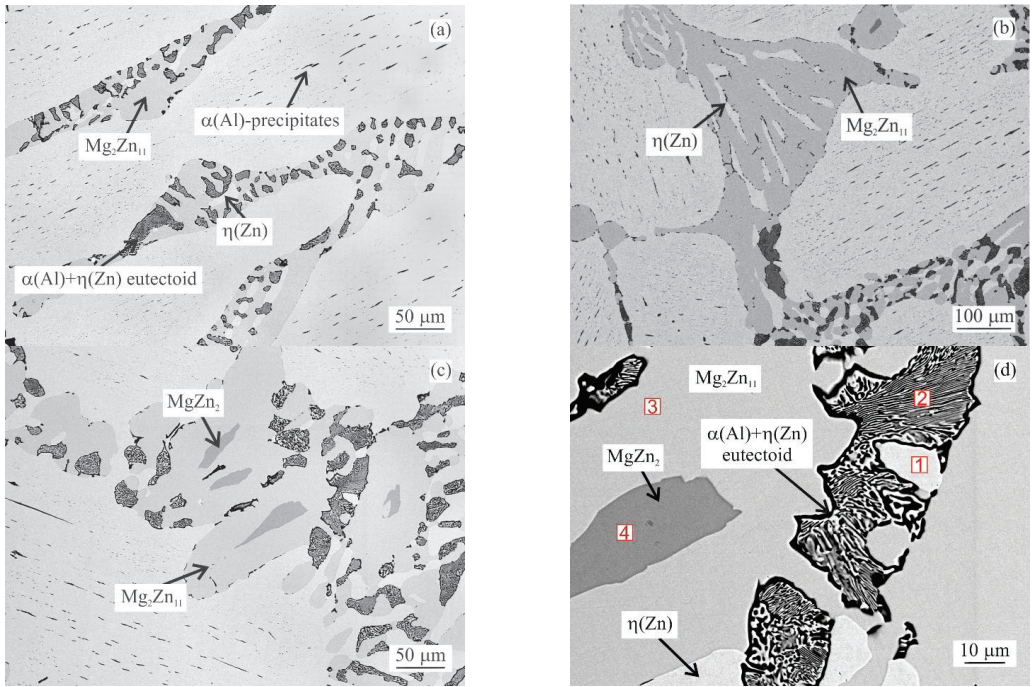 (a)
α(Al)-precipitates
Mg₂Zn₁₁
η(Zn)
α(Al)+η(Zn) eutectoid
50 μm
(b)
η(Zn)
Mg₂Zn₁₁
100 μm
(c)
MgZn₂
Mg₂Zn₁₁
50 μm
(d)
Mg₂Zn₁₁
3
2
α(Al)+η(Zn)
eutectoid
1
MgZn₂
4
η(Zn)
10 μm